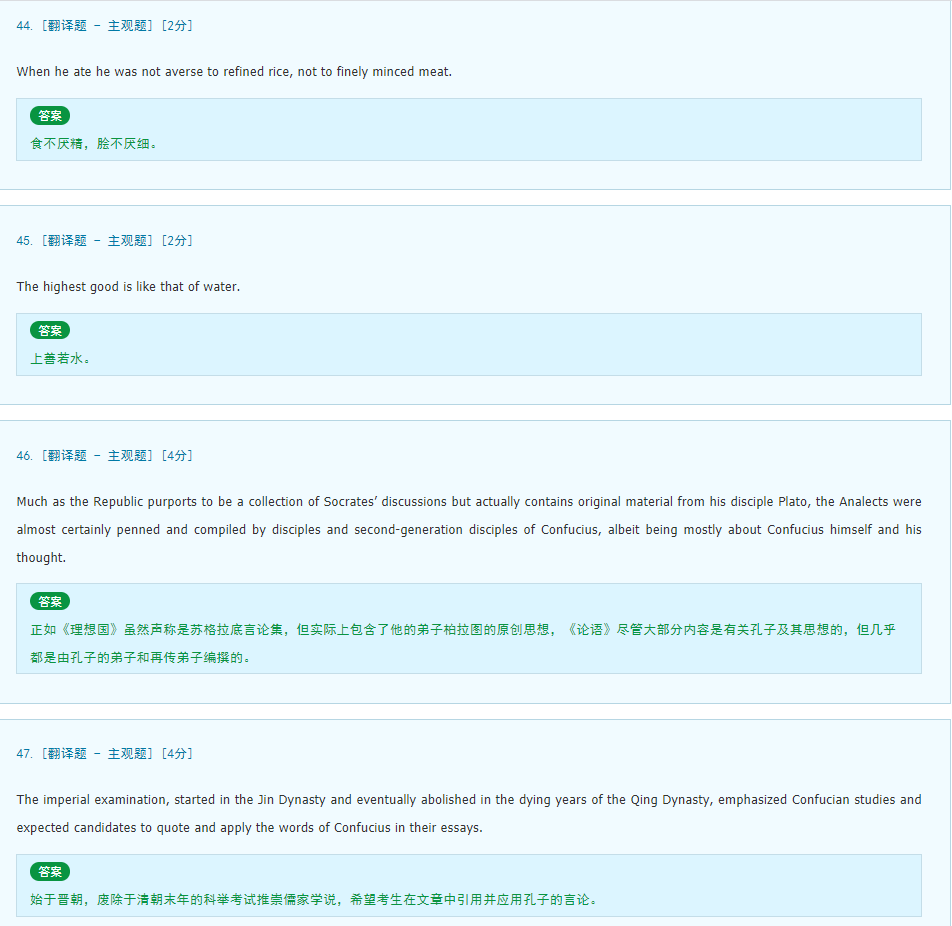 44. [翻译题 - 主观题] [2分]
When he ate he was not averse to refined rice, not to finely minced meat.
答案
食不厌精，脍不厌细。
45. [翻译题 - 主观题] [2分]
The highest good is like that of water.
答案
上善若水。
46. [翻译题 - 主观题] [4分]
Much as the Republic purports to be a collection of Socrates’ discussions but actually contains original material from his disciple Plato, the Analects were
almost certainly penned and compiled by disciples and second-generation disciples of Confucius, albeit being mostly about Confucius himself and his
thought.
答案
正如《理想国》虽然声称是苏格拉底言论集，但实际上包含了他的弟子柏拉图的原创思想，《论语》尽管大部分内容是有关孔子及其思想的，但几乎
都是由孔子的弟子和再传弟子编撰的。
47. [翻译题 - 主观题] [4分]
The imperial examination, started in the Jin Dynasty and eventually abolished in the dying years of the Qing Dynasty, emphasized Confucian studies and
expected candidates to quote and apply the words of Confucius in their essays.
答案
始于晋朝，废除于清朝末年的科举考试推崇儒家学说，希望考生在文章中引用并应用孔子的言论。